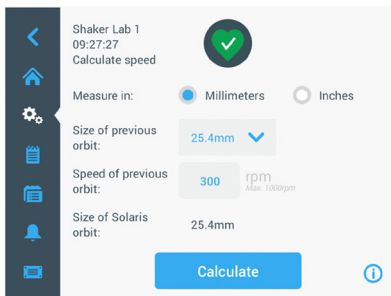 Shaker Lab 1
09:27:27
Calculate speed
Measure in:
Millimeters
Inches
Size of previous
orbit:
25.4mm
Speed of previous
orbit:
300
rpm
Max. 1000rpm
Size of Solaris
orbit:
25.4mm
Calculate